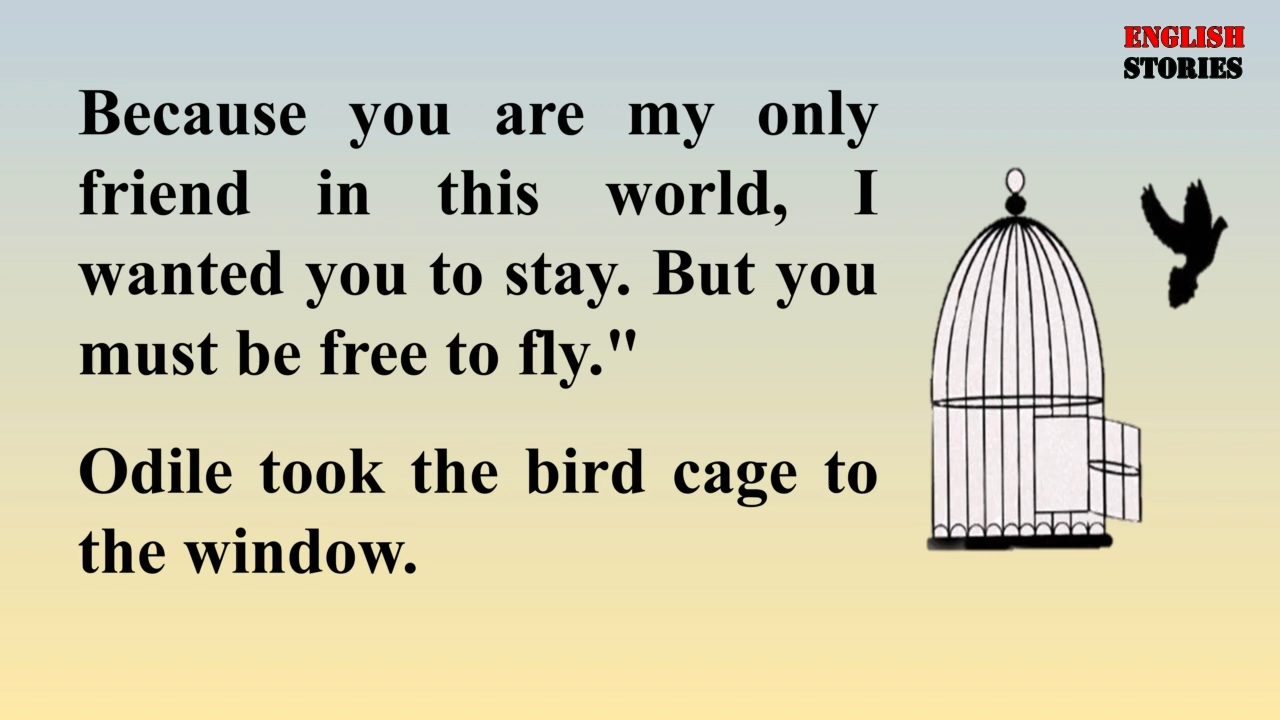 ENGLISH
STORIES
Because you are my only
friend in this world, I
wanted you to stay. But you
must be free to fly."
Odile took the bird cage to
the window.